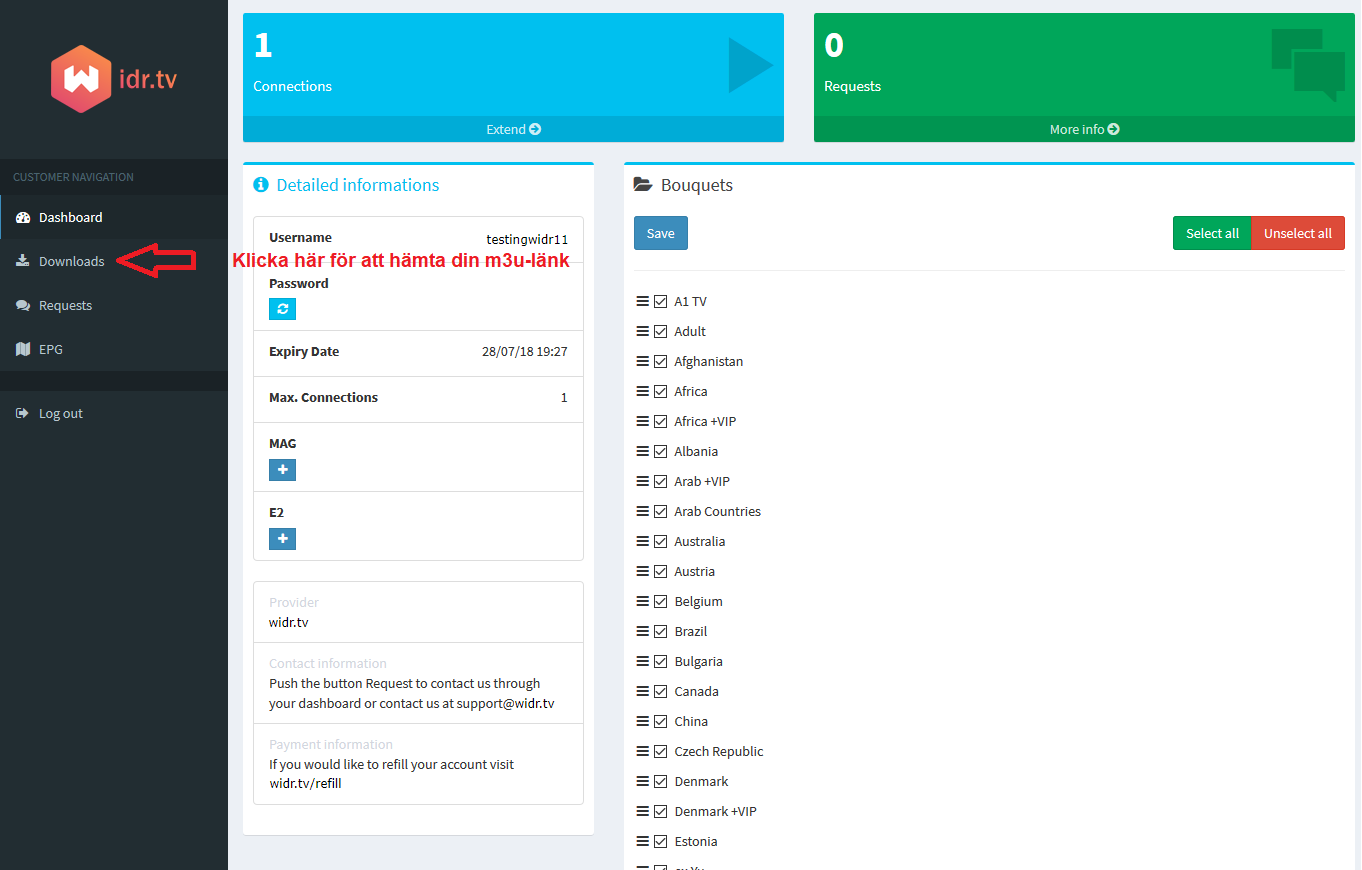 idr.tv
CUSTOMER NAVIGATION
Dashboard
Downloads
Requests
EPG
Log out
1
Connections
Extend
0
Requests
More info
Detailed informations
Username testingwidr11
Klicka här för att hämta din m3u-länk
Password
Expiry Date 28/07/18 19:27
Max. Connections 1
MAG
E2
Provider
widr.tv
Contact information
Push the button Request to contact us through
your dashboard or contact us at support@widr.tv
Payment information
If you would like to refill your account visit
widr.tv/refill
Bouquets
Save
Select all Unselect all
A1 TV
Adult
Afghanistan
Africa
Africa +VIP
Albania
Arab +VIP
Arab Countries
Australia
Austria
Belgium
Brazil
Bulgaria
Canada
China
Czech Republic
Denmark
Denmark +VIP
Estonia